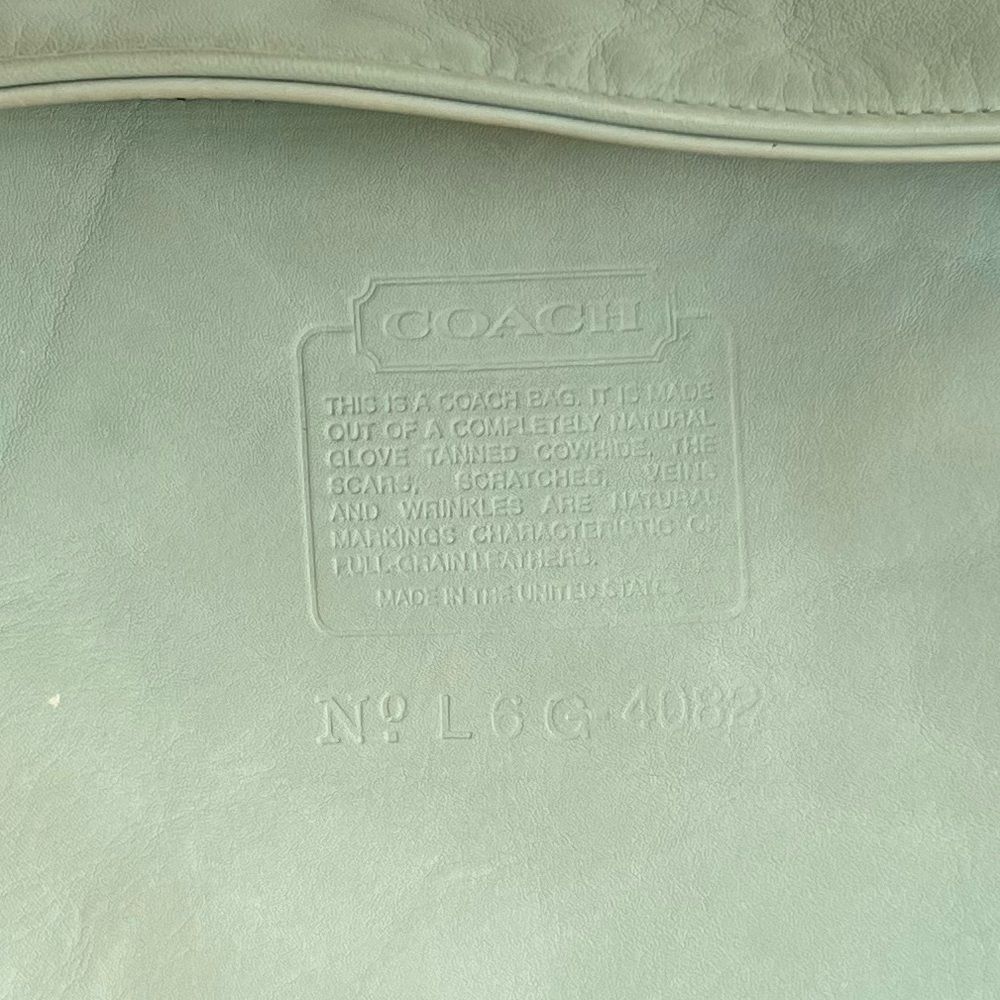 COACH
THIS IS A COACH BAG. IT IS MADE
OUT OF A COMPLETELY NATURAL
GLOVE TANNED COWHIDE, THE
SCARS, SCRATCHES, VEINS
AND WRINKLES ARE NATURAL
MARKINGS CHARACTERISTIC OF
FULL-GRAIN LEATHERS.
MADE IN THE UNITED STATES
Nº L6G-4082